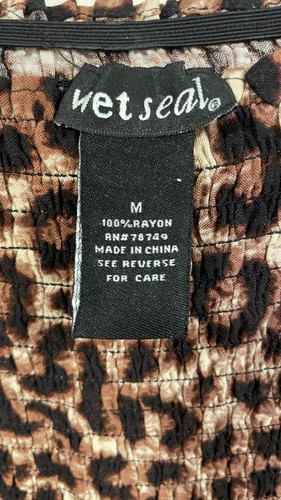 wet seal®
M
100% RAYON
RN# 78749
MADE IN CHINA
SEE REVERSE
FOR CARE